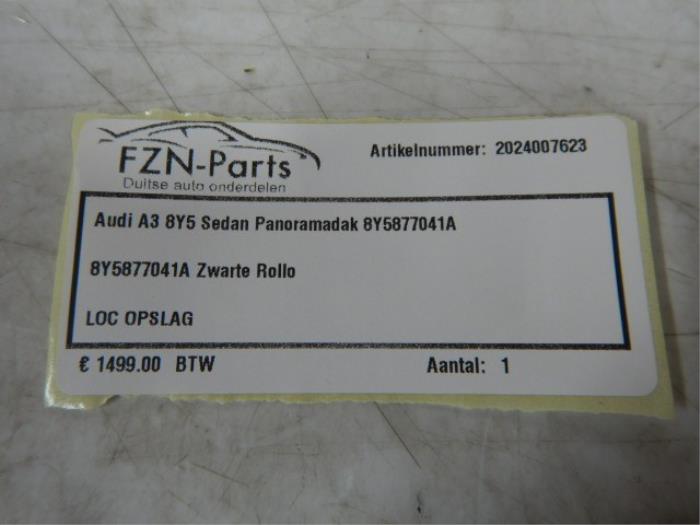 FZN-Parts
Duitse auto onderdelen
Artikelnummer: 2024007623
Audi A3 8Y5 Sedan Panoramadak 8Y5877041A
8Y5877041A Zwarte Rollo
LOC OPSLAG
€ 1499.00 BTW
Aantal: 1